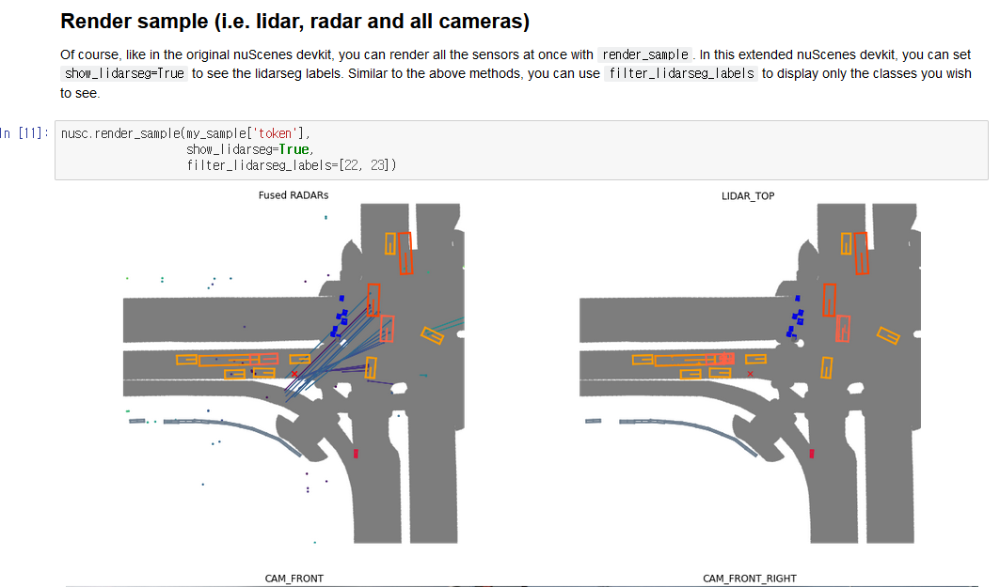 Render sample (i.e. lidar, radar and all cameras)
Of course, like in the original nuScenes devkit, you can render all the sensors at once with render_sample . In this extended nuScenes devkit, you can set
show_lidarseg=True to see the lidarseg labels. Similar to the above methods, you can use filter_lidarseg_labels to display only the classes you wish
to see.
n [11]: nusc.render_sample(my_sample['token'],
show_lidarseg=True,
filter_lidarseg_labels=[22, 23])
Fused RADARs
LIDAR_TOP
CAM_FRONT
CAM_FRONT_RIGHT